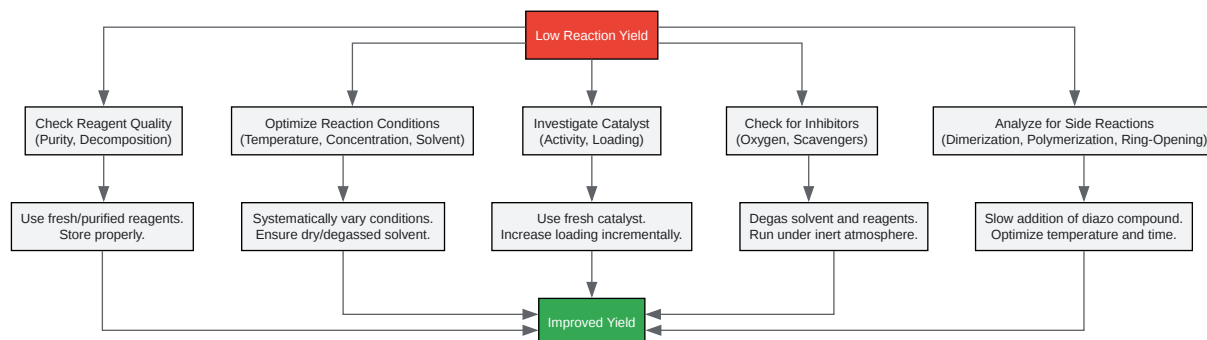 Low Reaction Yield
Check Reagent Quality
(Purity, Decomposition)
Optimize Reaction Conditions
(Temperature, Concentration, Solvent)
Investigate Catalyst
(Activity, Loading)
Check for Inhibitors
(Oxygen, Scavengers)
Analyze for Side Reactions
(Dimerization, Polymerization, Ring-Opening)
Use fresh/purified reagents.
Store properly.
Systematically vary conditions.
Ensure dry/degassed solvent.
Use fresh catalyst.
Increase loading incrementally.
Degas solvent and reagents.
Run under inert atmosphere.
Slow addition of diazo compound.
Optimize temperature and time.
Improved Yield